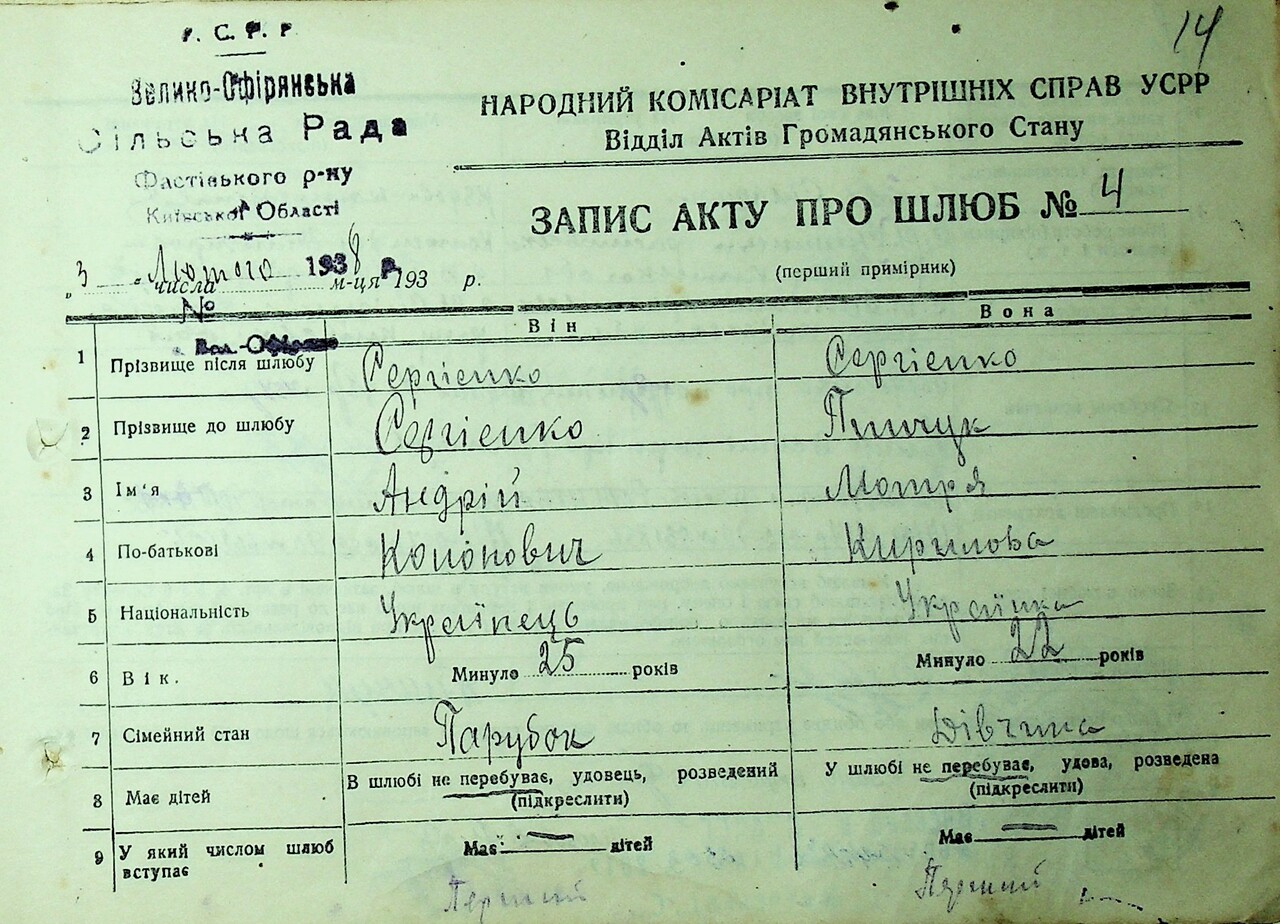 14
Велико-Офірянська
Сільська Рада
Фастівького р-ну
Київської Області
НАРОДНИЙ КОМІСАРІАТ ВНУТРІШНІХ СПРАВ УСРР
Відділ Актів Громадянського Стану
ЗАПИС АКТУ ПРО ШЛЮБ № 4
(перший примірник)
"3" числа Лютого 1938 р. м-ця 193 р.
№
Він Вона
1 Прізвище після шлюбу Сергієнко Сергієнко
2 Прізвище до шлюбу Сергієнко Пінчук
3 Ім'я Андрій Мотря
4 По-батькові Кононович Кирилова
5 Національність Українець Українка
6 Вік. Минуло 25 років Минуло 22 років
7 Сімейний стан Парубок Дівчина
В шлюбі не перебуває, удовець, розведений У шлюбі не перебуває, удова, розведена
(підкреслити) (підкреслити)
8 Має дітей
Має — дітей Має — дітей
9 У який числом шлюб
вступає
Перший Перший